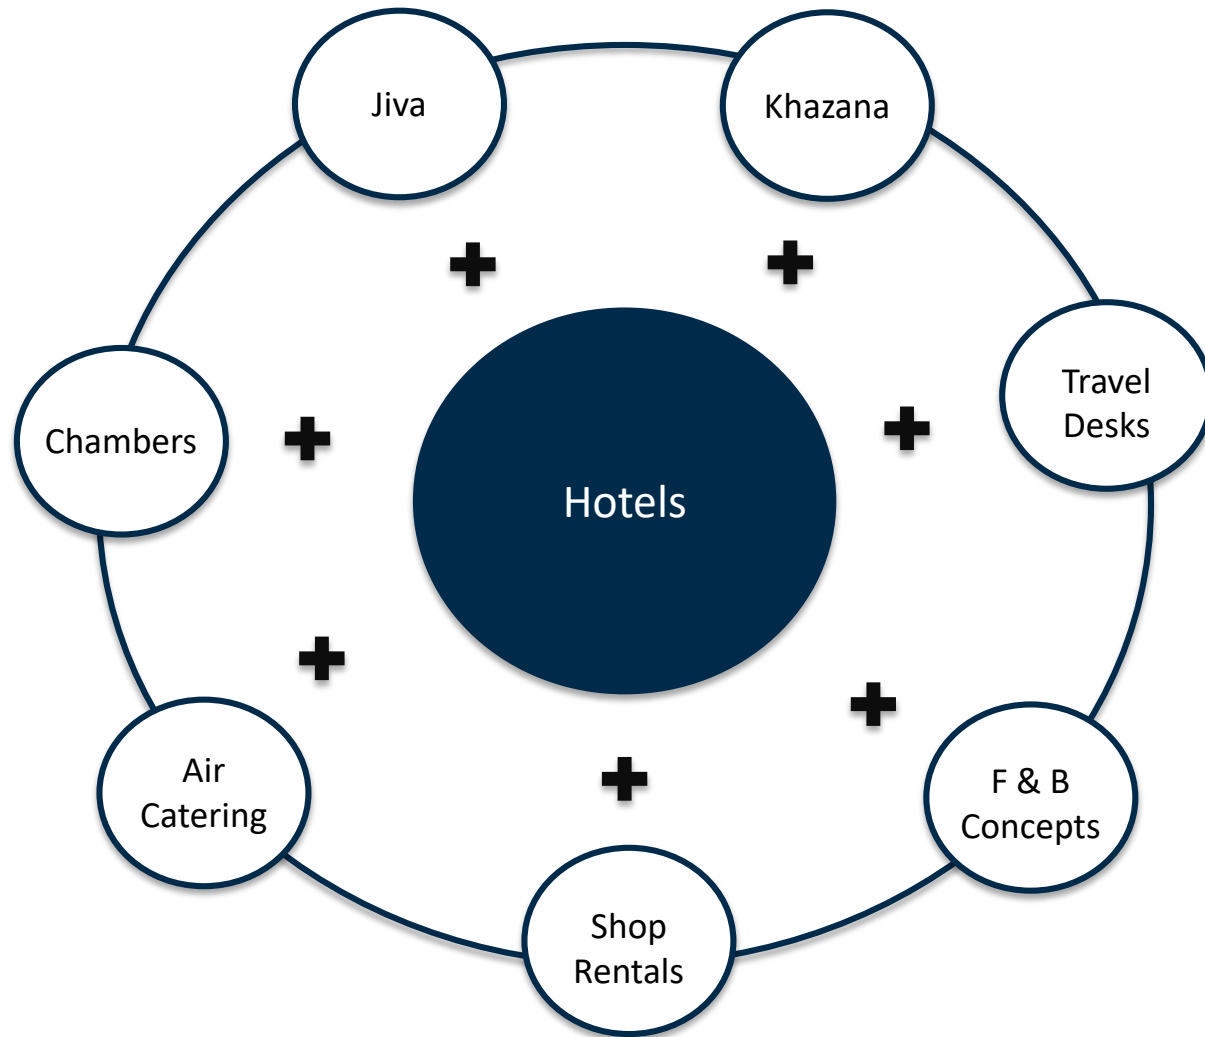 Jiva
Khazana
Travel
Desks
Chambers
Hotels
Air
Catering
F & B
Concepts
Shop
Rentals